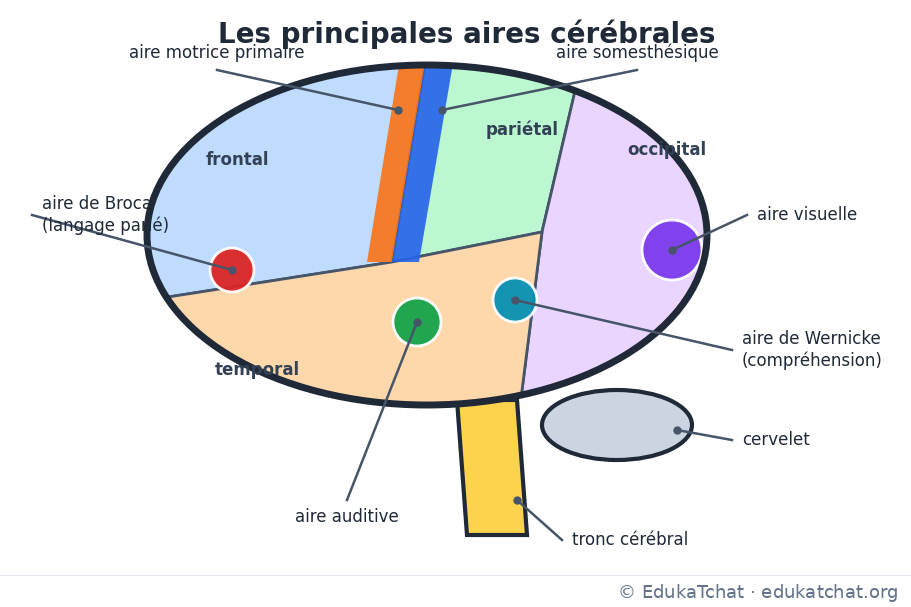 Les principales aires cérébrales
aire motrice primaire
aire somesthésique
pariétal
frontal
occipital
aire de Broca
(langage parlé)
aire visuelle
aire de Wernicke
(compréhension)
temporal
cervelet
aire auditive
tronc cérébral
© EdukaTchat · edukatchat.org